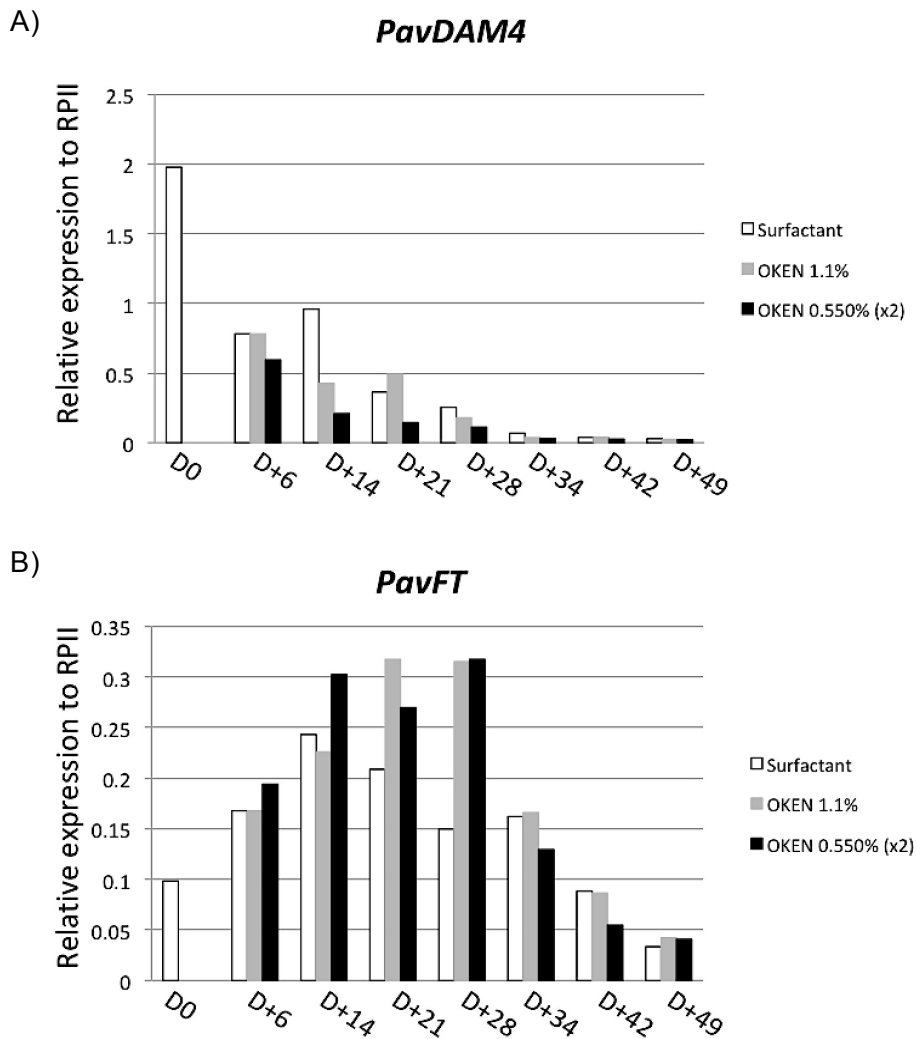 A)
PavDAM4
Relative expression to RPII
2.5
2
1.5
1
0.5
0
D0
D+6
D+14
D+21
D+28
D+34
D+42
D+49
Surfactant
OKEN 1.1%
OKEN 0.550% (x2)
B)
PavFT
Relative expression to RPII
0.35
0.3
0.25
0.2
0.15
0.1
0.05
0
D0
D+6
D+14
D+21
D+28
D+34
D+42
D+49
Surfactant
OKEN 1.1%
OKEN 0.550% (x2)